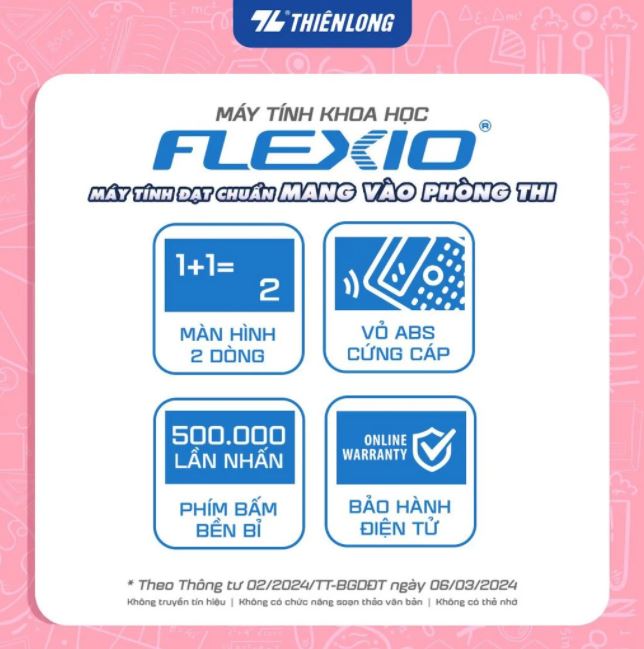 THIÊN LONG
MÁY TÍNH KHOA HỌC
FLEXIO®
MÁY TÍNH ĐẠT CHUẨN MANG VÀO PHÒNG THI
1+1=
2
MÀN HÌNH
2 DÒNG
VỎ ABS
CỨNG CÁP
500.000
LẦN NHẤN
PHÍM BẤM
BỀN BỈ
ONLINE
WARRANTY
BẢO HÀNH
ĐIỆN TỬ
* Theo Thông tư 02/2024/TT-BGDĐT ngày 06/03/2024
Không truyền tín hiệu | Không có chức năng soạn thảo văn bản | Không có thẻ nhớ